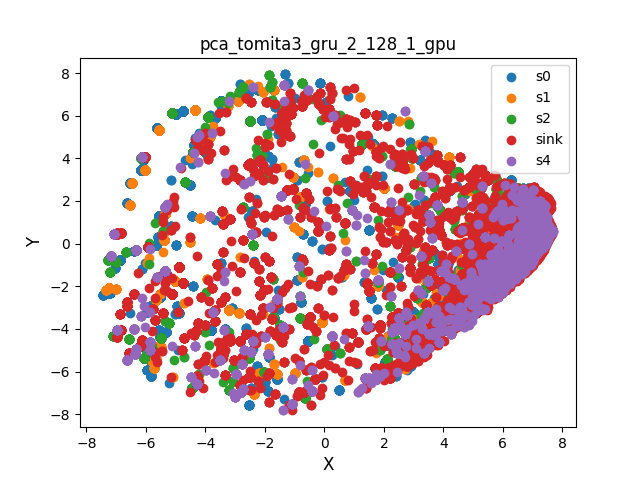 pca_tomita3_gru_2_128_1_gpu
s0
s1
s2
sink
s4
8
6
4
2
0
−2
−4
−6
−8
Y
−8 −6 −4 −2 0 2 4 6 8
X